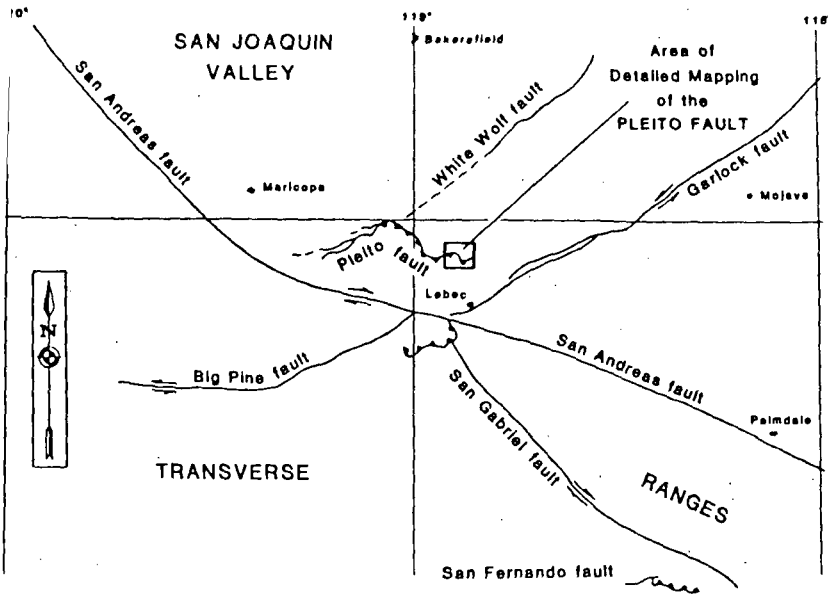 119°
SAN JOAQUIN
VALLEY
Bakersfield
Area of
Detailed Mapping
of the
PLEITO FAULT
San Andreas fault
White Wolf fault
Garlock fault
Maricopa
Mojave
Pleito fault
Lebec
N
Big Pine fault
San Andreas fault
San Gabriel fault
Palmdale
TRANSVERSE
RANGES
San Fernando fault